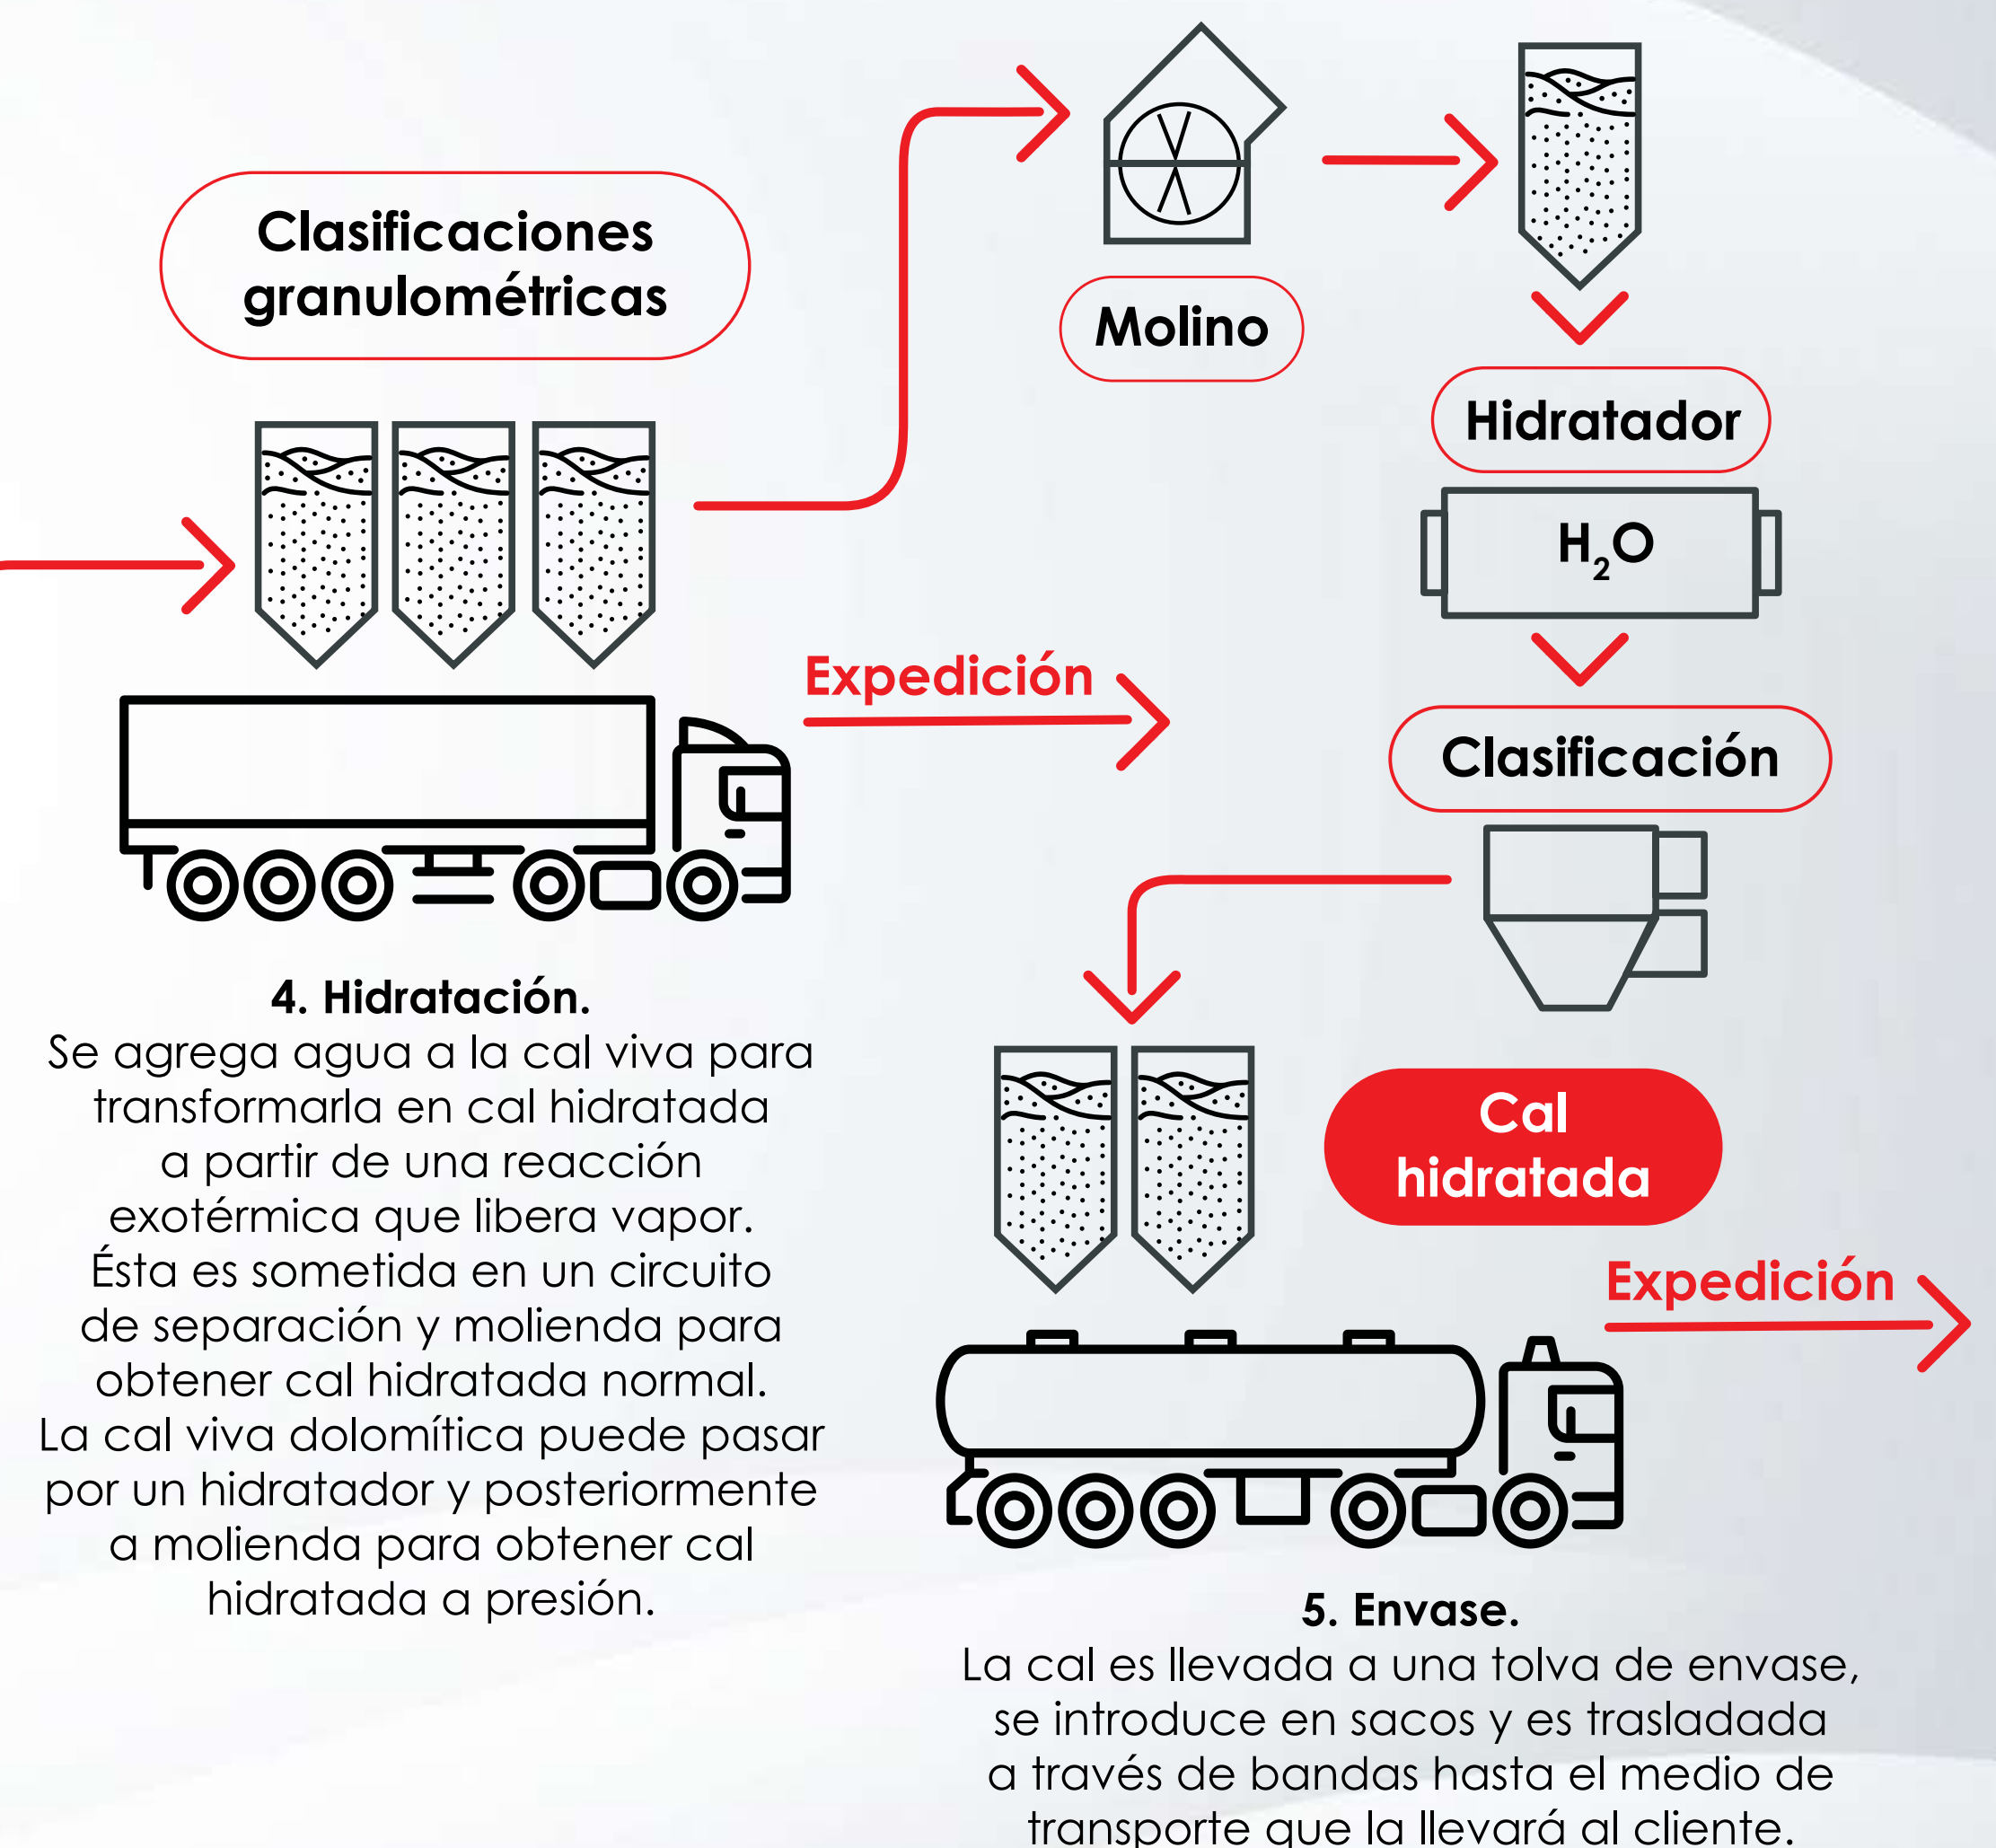 Clasificaciones
granulométricas
Molino
Hidratador
H₂O
Expedición
Clasificación
4. Hidratación.
Se agrega agua a la cal viva para
transformarla en cal hidratada
a partir de una reacción
exotérmica que libera vapor.
Ésta es sometida en un circuito
de separación y molienda para
obtener cal hidratada normal.
La cal viva dolomítica puede pasar
por un hidratador y posteriormente
a molienda para obtener cal
hidratada a presión.
Cal
hidratada
Expedición
5. Envase.
La cal es llevada a una tolva de envase,
se introduce en sacos y es trasladada
a través de bandas hasta el medio de
transporte que la llevará al cliente.